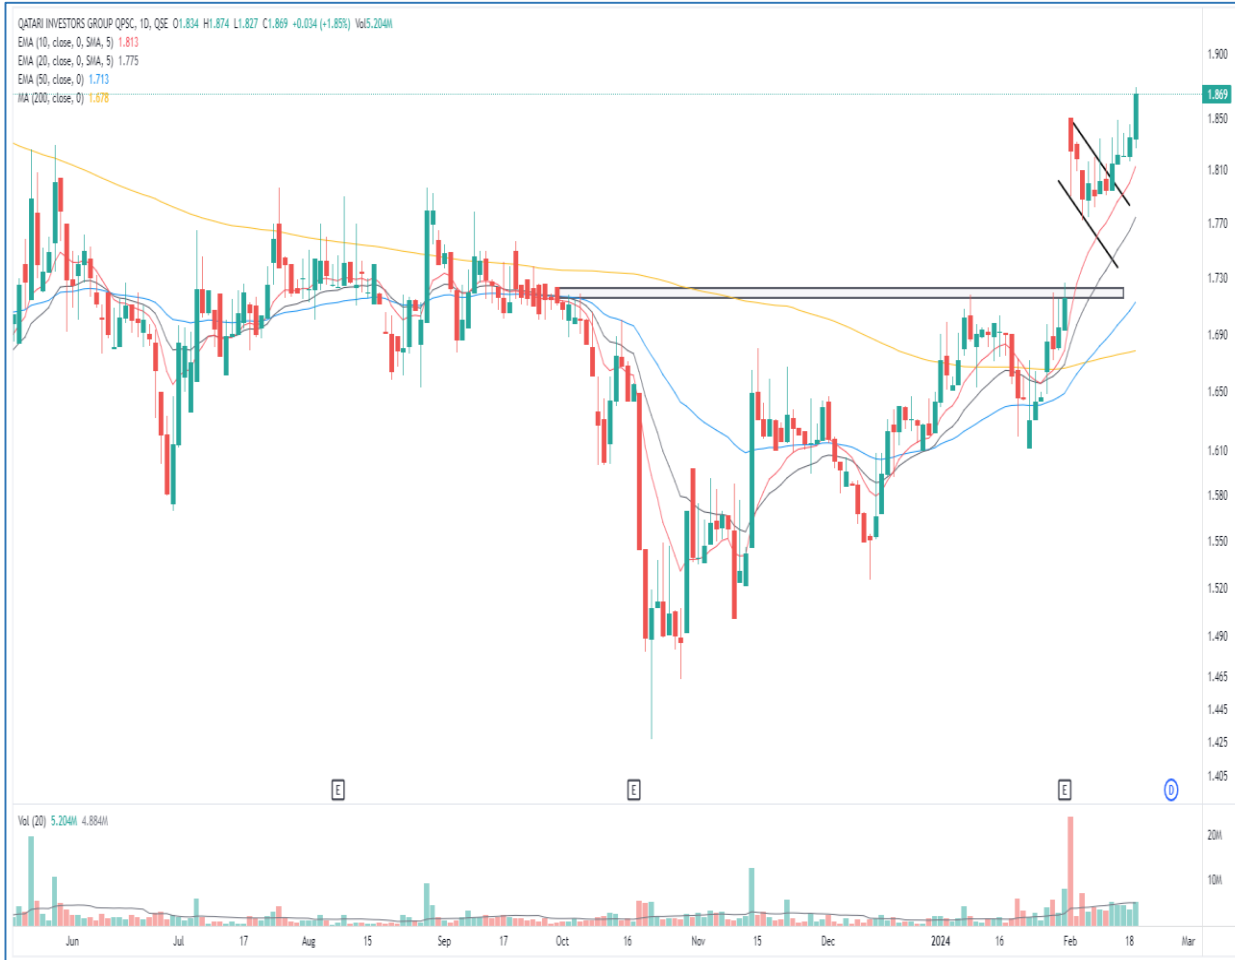 QATARI INVESTORS GROUP QPSC, 1D, QSE O1.834 H1.874 L1.827 C1.869 +0.034 (+1.85%) Vol5.204M
EMA (10, close, 0, SMA, 5) 1.813
EMA (20, close, 0, SMA, 5) 1.775
EMA (50, close, 0) 1.713
MA (200, close, 0) 1.678
1.900
1.869
1.850
1.810
1.770
1.730
1.690
1.650
1.610
1.580
1.550
1.520
1.490
1.465
1.445
1.425
1.405
E E E D
Vol (20) 5.204M 4.884M
20M
10M
Jun Jul 17 Aug 15 Sep 17 Oct 16 Nov 15 Dec 2024 16 Feb 18 Mar